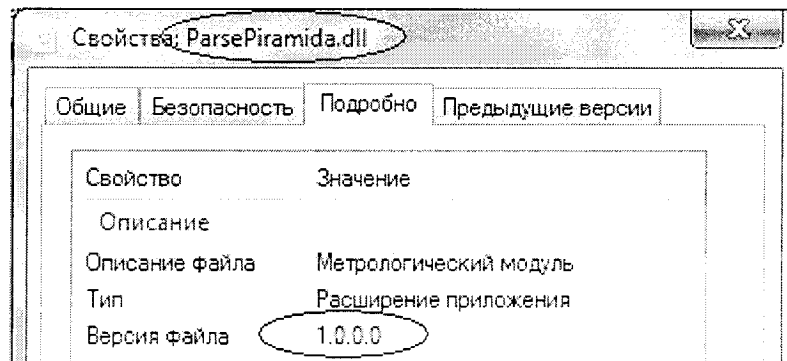 Свойства: ParsePiramida.dll
Общие Безопасность Подробно Предыдущие версии
Свойство Значение
Описание
Описание файла Метрологический модуль
Тип Расширение приложения
Версия файла 1.0.0.0